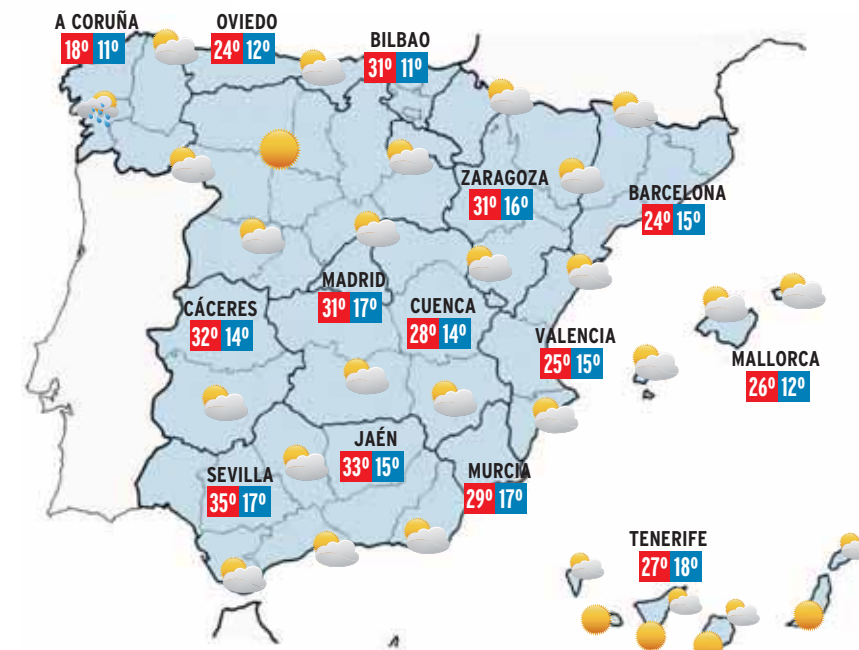 A CORUÑA
18º 11º
OVIEDO
24º 12º
BILBAO
31º 11º
ZARAGOZA
31º 16º
BARCELONA
24º 15º
MADRID
31º 17º
CÁCERES
32º 14º
CUENCA
28º 14º
VALENCIA
25º 15º
MALLORCA
26º 12º
JAÉN
33º 15º
SEVILLA
35º 17º
MURCIA
29º 17º
TENERIFE
27º 18º